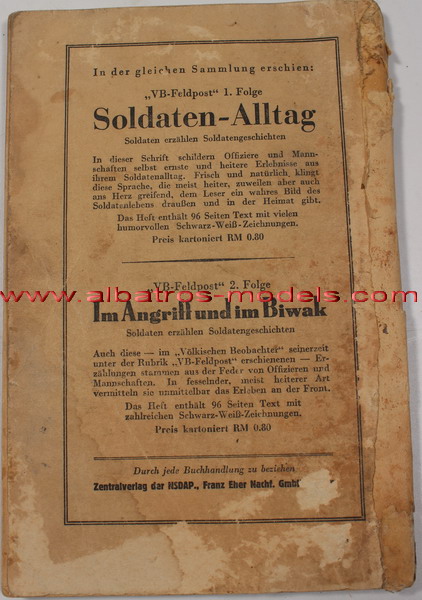 In der gleichen Sammlung erschien:
„VB-Feldpost“ 1. Folge
Soldaten-Alltag
Soldaten erzählen Soldatengeschichten
In dieser Schrift schildern Offiziere und Mann-
schaften selbst ernste und heitere Erlebnisse aus
ihrem Soldatenalltag. Frisch und natürlich klingt
diese Sprache, die meist heiter, zuweilen aber auch
ans Herz greifend, dem Leser ein wahres Bild des
Soldatenlebens draußen und in der Heimat gibt.
Das Heft enthält 96 Seiten Text mit vielen
humorvollen Schwarz-Weiß-Zeichnungen.
Preis kartoniert RM 0.80
„VB-Feldpost“ 2. Folge
www.albatros-models.com
Im Angriff und im Biwak
Soldaten erzählen Soldatengeschichten
Auch diese — im „Völkischen Beobachter“ seinerzeit
unter der Rubrik „VB-Feldpost“ erschienenen — Er-
zählungen stammen aus der Feder von Offizieren und
Mannschaften. In fesselnder, meist heiterer Art
vermitteln sie unmittelbar das Erleben an der Front.
Das Heft enthält 96 Seiten Text mit
zahlreichen Schwarz-Weiß-Zeichnungen.
Preis kartoniert RM 0.80
Durch jede Buchhandlung zu beziehen
Zentralverlag der NSDAP., Franz Eher Nachf. GmbH